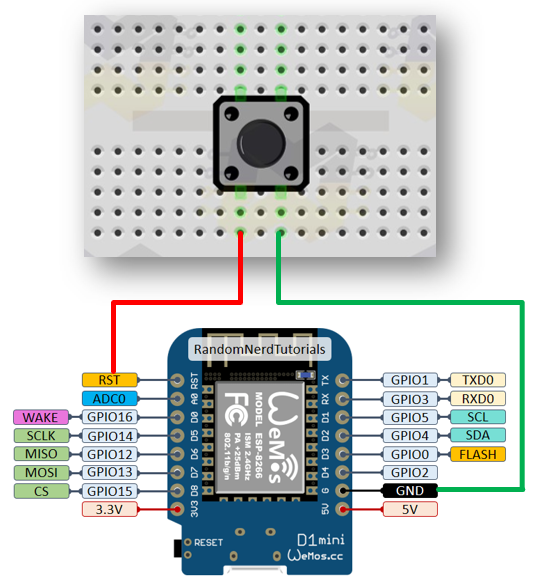 RandomNerdTutorials
RST RST TX GPIO1 TXD0
ADC0 A0 RX GPIO3 RXD0
WAKE GPIO16 D0 D1 GPIO5 SCL
SCLK GPIO14 D5 D2 GPIO4 SDA
MISO GPIO12 D6 D3 GPIO0 FLASH
MOSI GPIO13 D7 D4 GPIO2
CS GPIO15 D8 G GND
3.3V 3V3 5V 5V
WeMos
MODEL ESP-8266
ISM 2.4GHz
PA +25dBm
802.11b/g/n
FC
RESET
D1mini
WeMos.cc